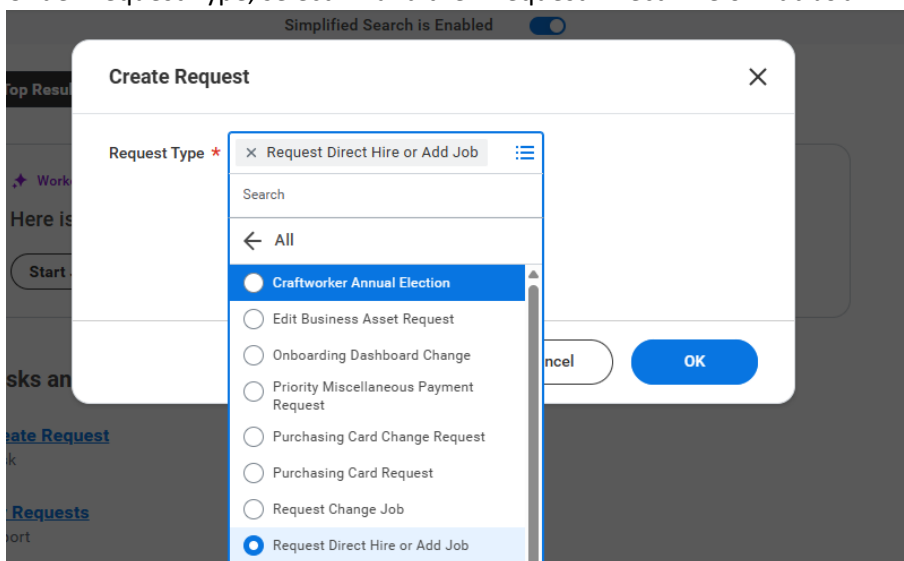 Simplified Search is Enabled
Create Request
Top Resul
Request Type *
Request Direct Hire or Add Job
Work
Search
Here is
All
Start
Craftworker Annual Election
Edit Business Asset Request
Onboarding Dashboard Change
ncel
OK
sks an
Priority Miscellaneous Payment
Request
eate Request
Purchasing Card Change Request
k
Purchasing Card Request
Requests
Request Change Job
port
Request Direct Hire or Add Job